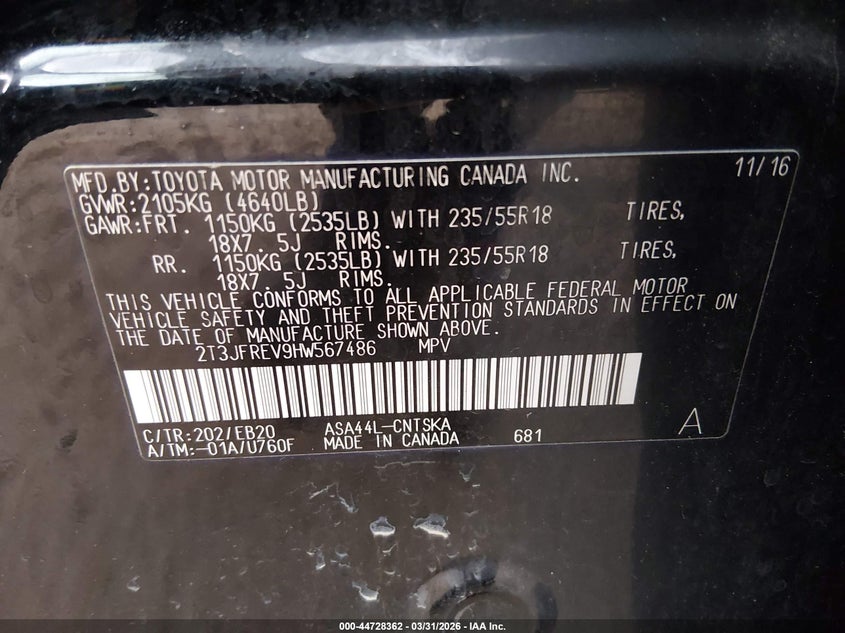 MFD.BY:TOYOTA MOTOR MANUFACTURING CANADA INC. 11/16
GVWR:2105KG (4640LB)
GAWR:FRT. 1150KG (2535LB) WITH 235/55R18 TIRES,
18X7. 5J RIMS.
RR. 1150KG (2535LB) WITH 235/55R18 TIRES,
18X7. 5J RIMS.
THIS VEHICLE CONFORMS TO ALL APPLICABLE FEDERAL MOTOR
VEHICLE SAFETY AND THEFT PREVENTION STANDARDS IN EFFECT ON
THE DATE OF MANUFACTURE SHOWN ABOVE.
2T3JFREV9HW567486 MPV
C/TR:202/EB20 ASA44L-CNTSKA
A/TM:-01A/U760F MADE IN CANADA 681 A
000-44728362 - 03/31/2026 - IAA Inc.